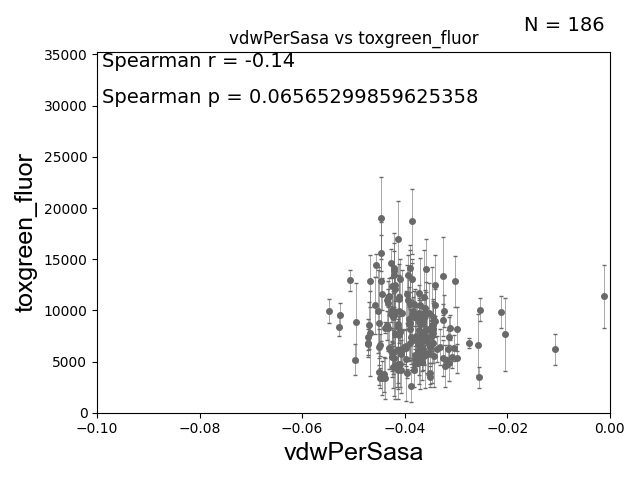 N = 186
vdwPerSasa vs toxgreen_fluor
Spearman r = -0.14
Spearman p = 0.06565299859625358
toxgreen_fluor
35000
30000
25000
20000
15000
10000
5000
0
−0.10 −0.08 −0.06 −0.04 −0.02 0.00
vdwPerSasa